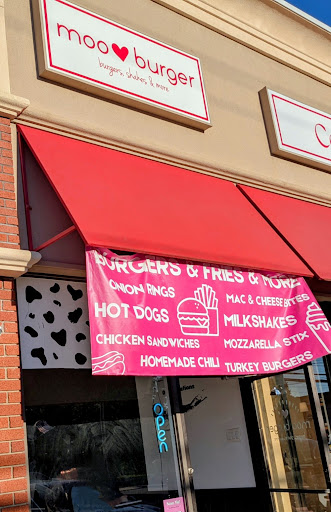 moo burger
burgers, shakes & more
C
BURGERS & FRIES & MORE
ONION RINGS
MAC & CHEESE BITES
HOT DOGS
MILKSHAKES
CHICKEN SANDWICHES
MOZZARELLA STIX
HOMEMADE CHILI
TURKEY BURGERS
open